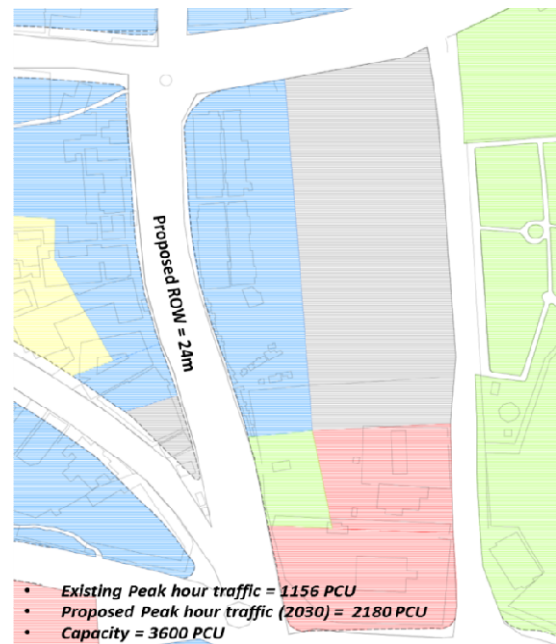 Proposed ROW = 24m
• Existing Peak hour traffic = 1156 PCU
• Proposed Peak hour traffic (2030) = 2180 PCU
• Capacity = 3600 PCU